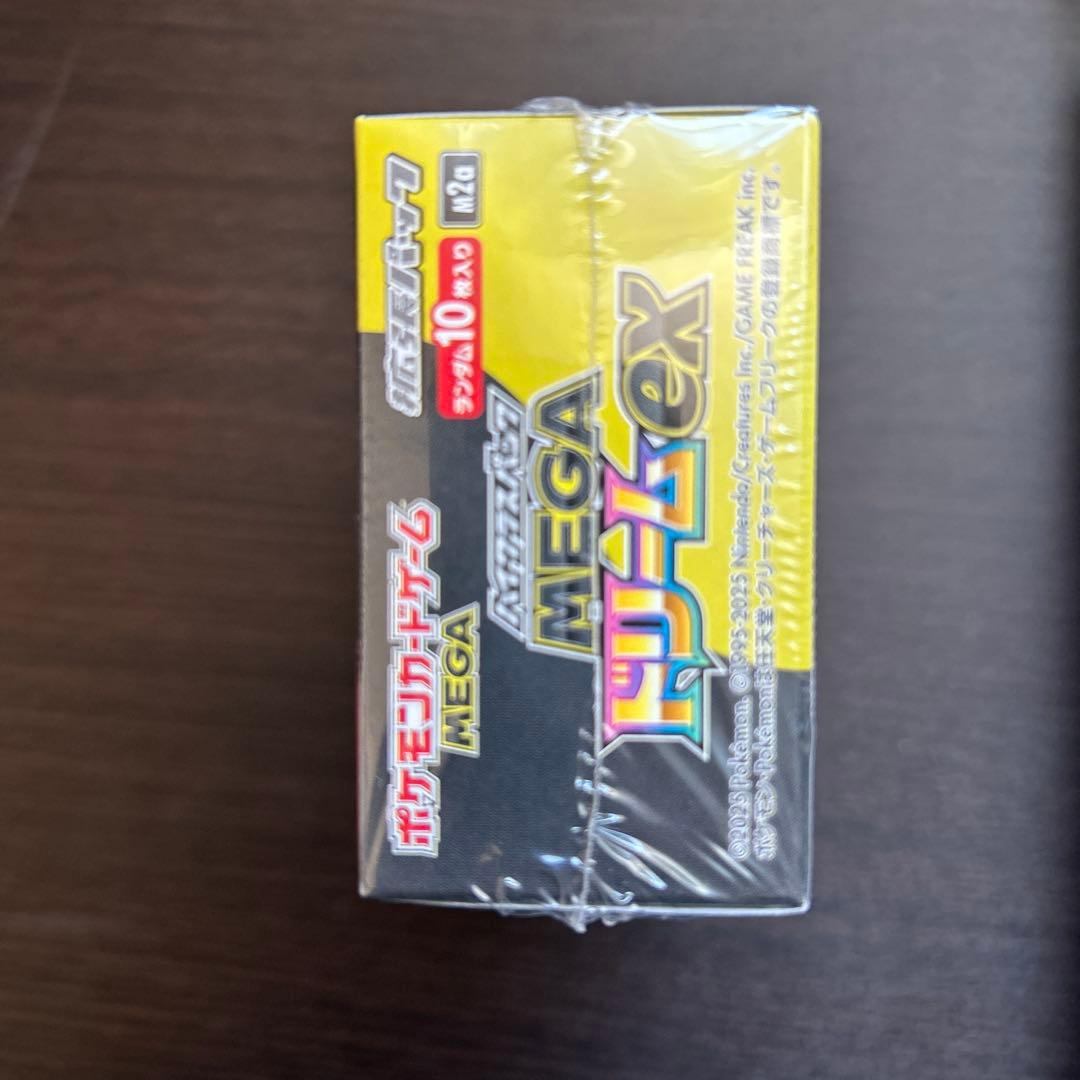 ポケモンカードゲーム
MEGA
拡張パック
ランダム10枚入り
M2a
ハイクラスパック
MEGA
ドリームex
©2025 Pokémon. ©1995-2025 Nintendo/Creatures Inc./GAME FREAK inc.
ポケモン・Pokémonは任天堂・クリーチャーズ・ゲームフリークの登録商標です。